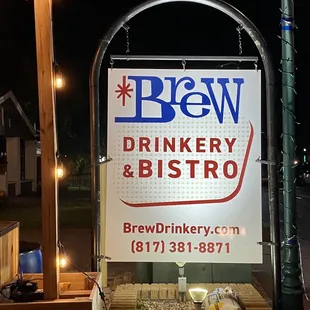 *BreW
DRINKERY
& BISTRO
BrewDrinkery.com
(817) 381-8871